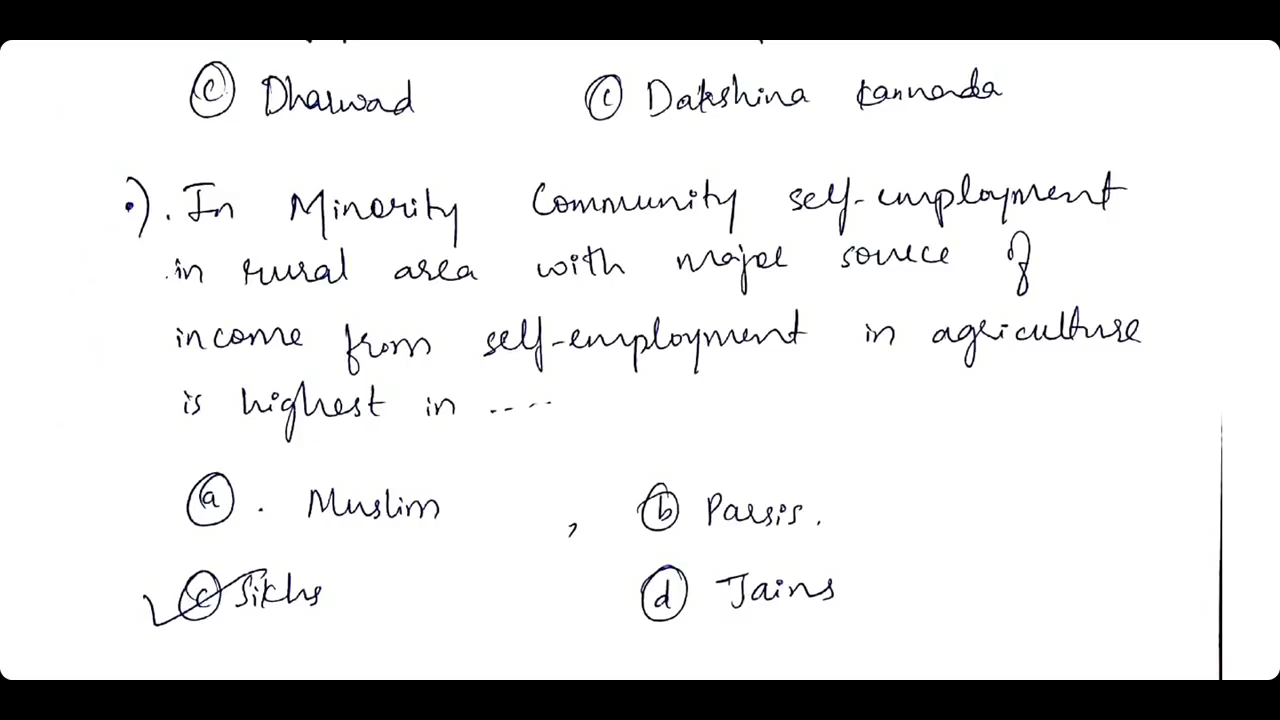 Ⓒ Dharwad Ⓒ Dakshina Kannada
•). In Minority Community self-employment
in rural area with major source of
income from self-employment in agriculture
is highest in ----
ⓐ . Muslim , ⓑ Parsis.
ⓒ Sikhs ⓓ Jains